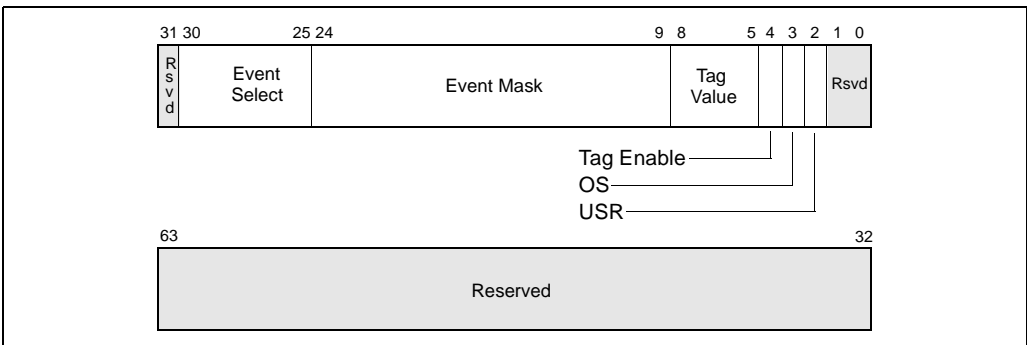 31 30 25 24 9 8 5 4 3 2 1 0
R
s
v
d
Event
Select
Event Mask
Tag
Value
Rsvd
Tag Enable
OS
USR
63 32
Reserved